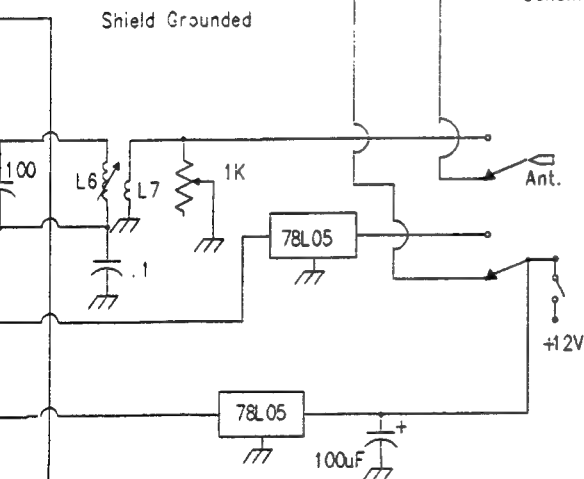 Shield Grounded
100
L6
L7
1K
Ant.
78L05
.1
+12V
78L05
+
100uF